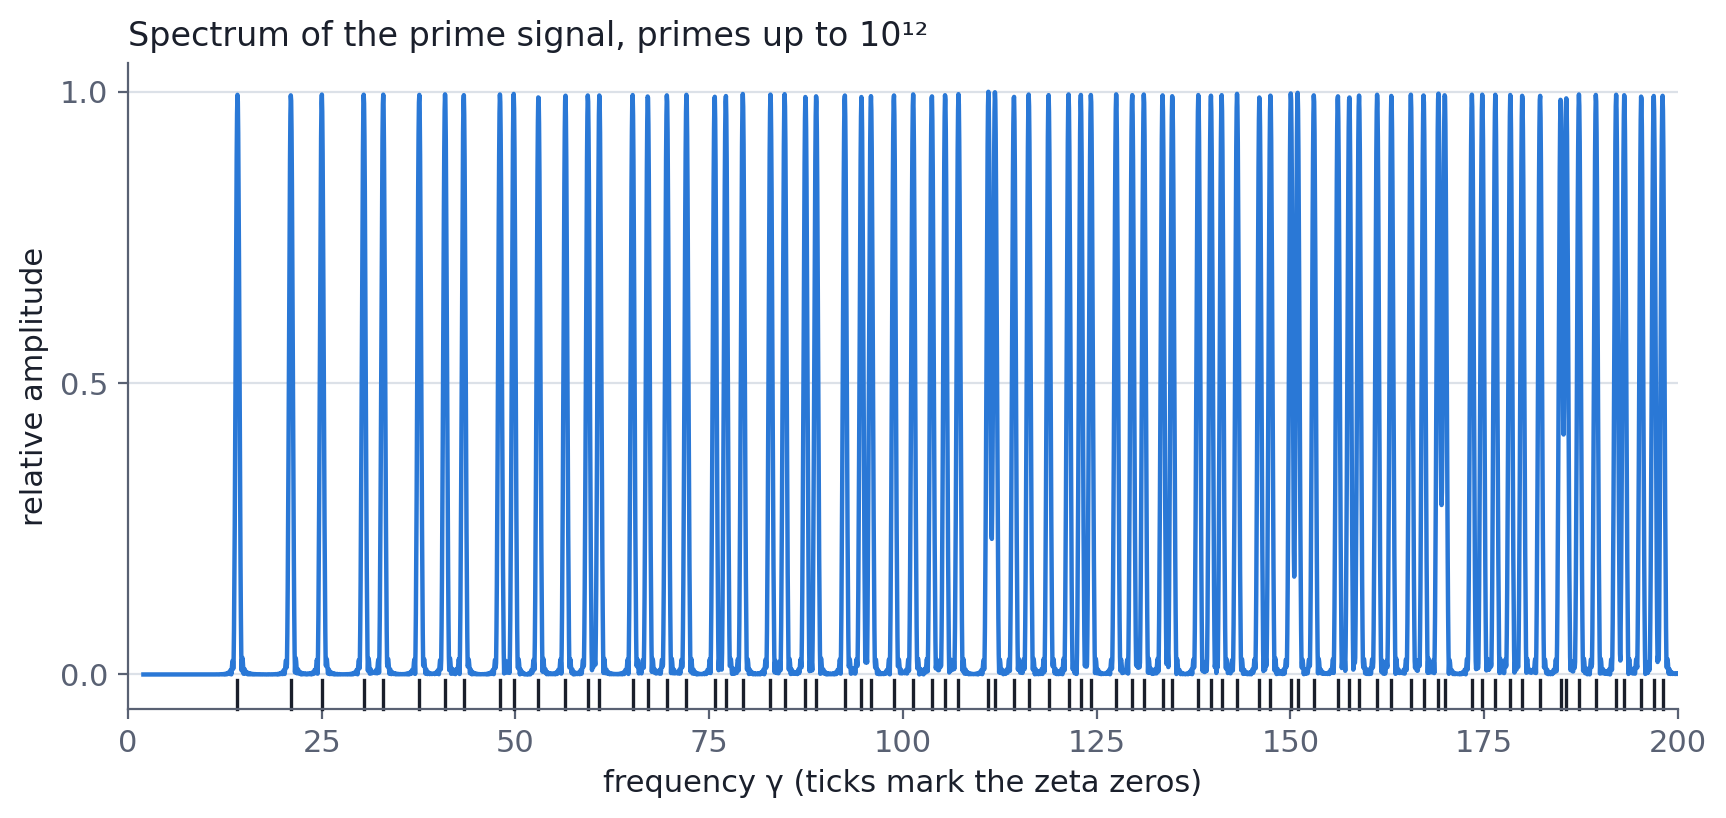 Spectrum of the prime signal, primes up to 10¹²
relative amplitude
1.0
0.5
0.0
0 25 50 75 100 125 150 175 200
frequency γ (ticks mark the zeta zeros)